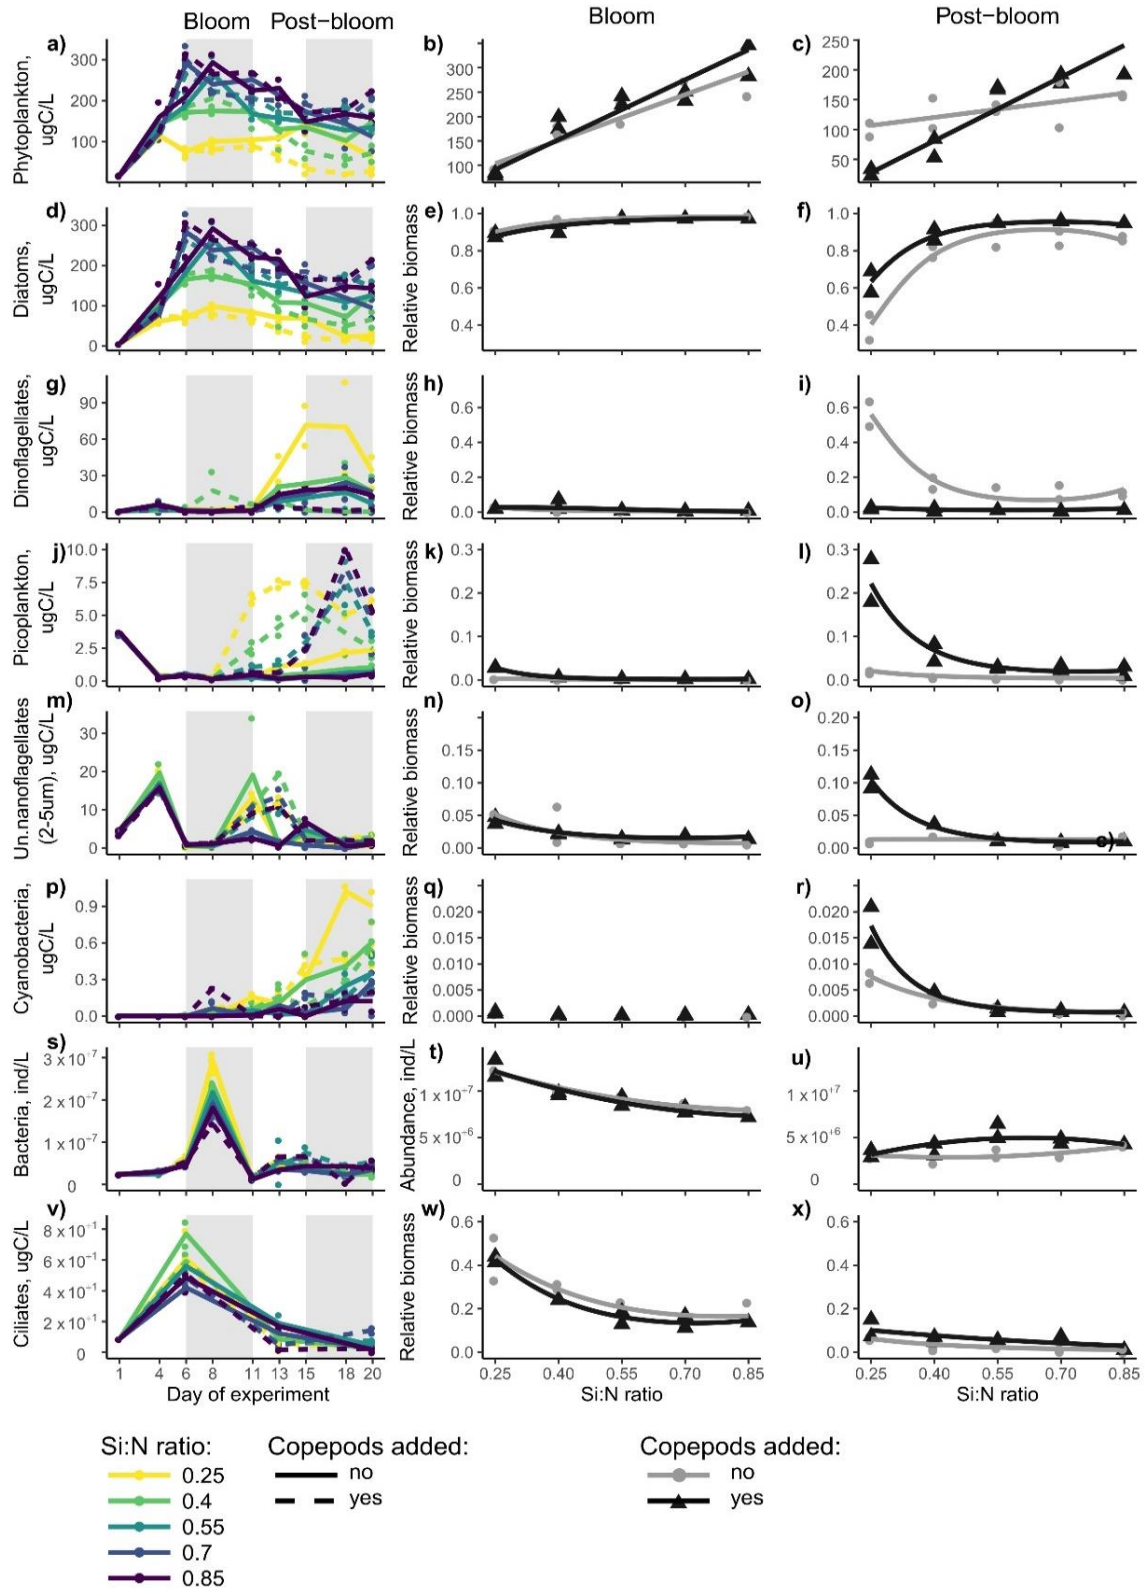 Bloom Post−bloom Bloom Post−bloom
a)
Phytoplankton,
ugC/L
300
200
100
b)
300
250
200
150
100
c)
250
200
150
100
50
d)
Diatoms,
ugC/L
300
200
100
0
e)
Relative biomass
1.0
0.8
0.6
0.4
f)
1.0
0.8
0.6
0.4
g)
Dinoflagellates,
ugC/L
90
60
30
0
h)
Relative biomass
0.6
0.4
0.2
0.0
i)
0.6
0.4
0.2
0.0
j)
Picoplankton,
ugC/L
10.0
7.5
5.0
2.5
0.0
k)
Relative biomass
0.3
0.2
0.1
0.0
l)
0.3
0.2
0.1
0.0
m)
Un.nanoflagellates
(2-5um), ugC/L
30
20
10
0
n)
Relative biomass
0.15
0.10
0.05
0.00
o)
0.20
0.15
0.10
0.05
0.00
p)
Cyanobacteria,
ugC/L
0.9
0.6
0.3
0.0
q)
Relative biomass
0.020
0.015
0.010
0.005
0.000
r)
0.020
0.015
0.010
0.005
0.000
s)
Bacteria, ind/L
3 x 10⁻⁷
2 x 10⁻⁷
1 x 10⁻⁷
0
t)
Abundance, ind/L
1 x 10⁻⁷
5 x 10⁻⁶
0
u)
1 x 10⁺⁷
5 x 10⁺⁶
0
v)
Ciliates, ugC/L
8 x 10⁻¹
6 x 10⁻¹
4 x 10⁻¹
2 x 10⁻¹
0
w)
Relative biomass
0.6
0.4
0.2
0.0
x)
0.6
0.4
0.2
0.0
1 4 6 8 11 13 15 18 20
Day of experiment
0.25 0.40 0.55 0.70 0.85
Si:N ratio
0.25 0.40 0.55 0.70 0.85
Si:N ratio
Si:N ratio:
0.25
0.4
0.55
0.7
0.85
Copepods added:
no
yes
Copepods added:
no
yes